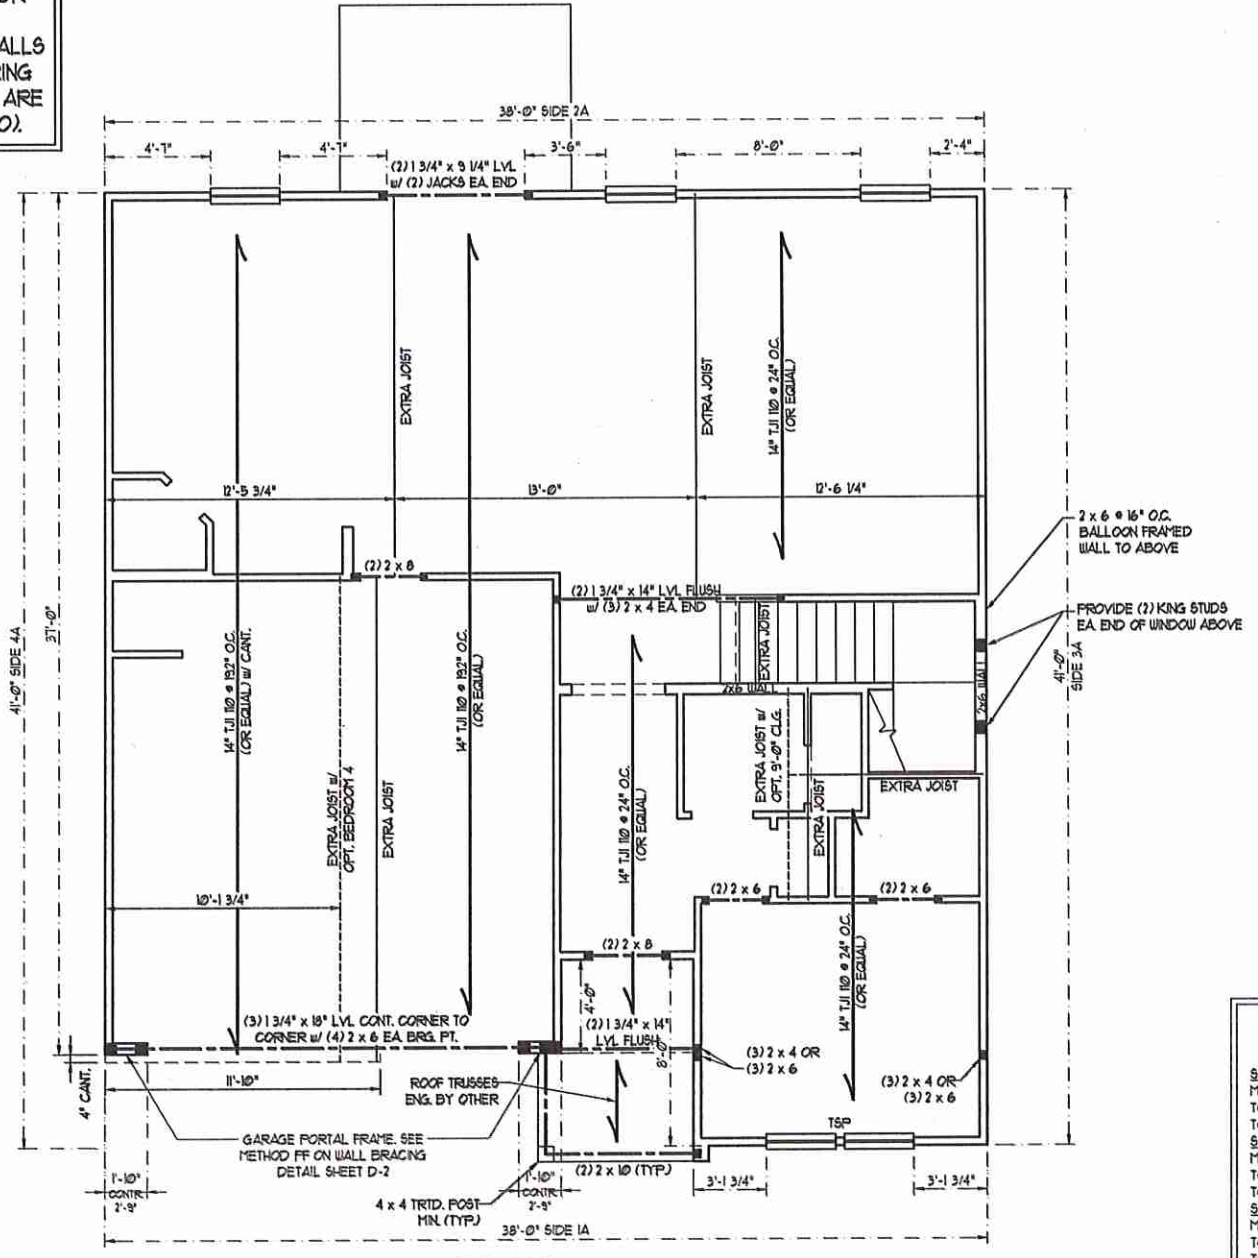 ALLS
ARE
38'-0" SIDE 2A
4'-7"
4'-7"
3'-6"
8'-0"
2'-4"
(2) 1 3/4" x 9 1/4" LVL
w/ (2) JACKS EA. END
EXTRA JOIST
EXTRA JOIST
14" TJI 110 @ 24" O.C.
(OR EQUAL)
12'-5 3/4"
13'-0"
12'-6 1/4"
2 x 6 @ 16" O.C.
BALLOON FRAMED
WALL TO ABOVE
(2) 2 x 8
(2) 1 3/4" x 14" LVL FLUSH
w/ (3) 2 x 4 EA. END
EXTRA JOIST
PROVIDE (2) KING STUDS
EA. END OF WINDOW ABOVE
41'-0" SIDE 4A
37'-0"
41'-0"
SIDE 3A
2x6 WALL
2x6 WALL
14" TJI 110 @ 19.2" O.C.
(OR EQUAL) w/ CANT.
14" TJI 110 @ 19.2" O.C.
(OR EQUAL)
EXTRA JOIST w/
OPT. BEDROOM 4
EXTRA JOIST
14" TJI 110 @ 24" O.C.
(OR EQUAL)
EXTRA JOIST w/
OPT. 9'-0" CLG.
EXTRA JOIST
EXTRA JOIST
10'-1 3/4"
(2) 2 x 6
(2) 2 x 6
(2) 2 x 8
14" TJI 110 @ 24" O.C.
(OR EQUAL)
4'-0"
8'-0"
(3) 1 3/4" x 18" LVL CONT. CORNER TO
CORNER w/ (4) 2 x 6 EA. BRG. PT.
(2) 1 3/4" x 14"
LVL FLUSH
(3) 2 x 4 OR
(3) 2 x 6
(3) 2 x 4 OR
(3) 2 x 6
4" CANT.
11'-10"
ROOF TRUSSES
ENG. BY OTHER
TSP
GARAGE PORTAL FRAME. SEE
METHOD PF ON WALL BRACING
DETAIL SHEET D-2
(2) 2 x 10 (TYP.)
1'-10"
CONTR.
2'-9"
1'-10"
CONTR.
2'-9"
4 x 4 TRTD. POST
MIN. (TYP.)
3'-1 3/4"
3'-1 3/4"
38'-0" SIDE 1A